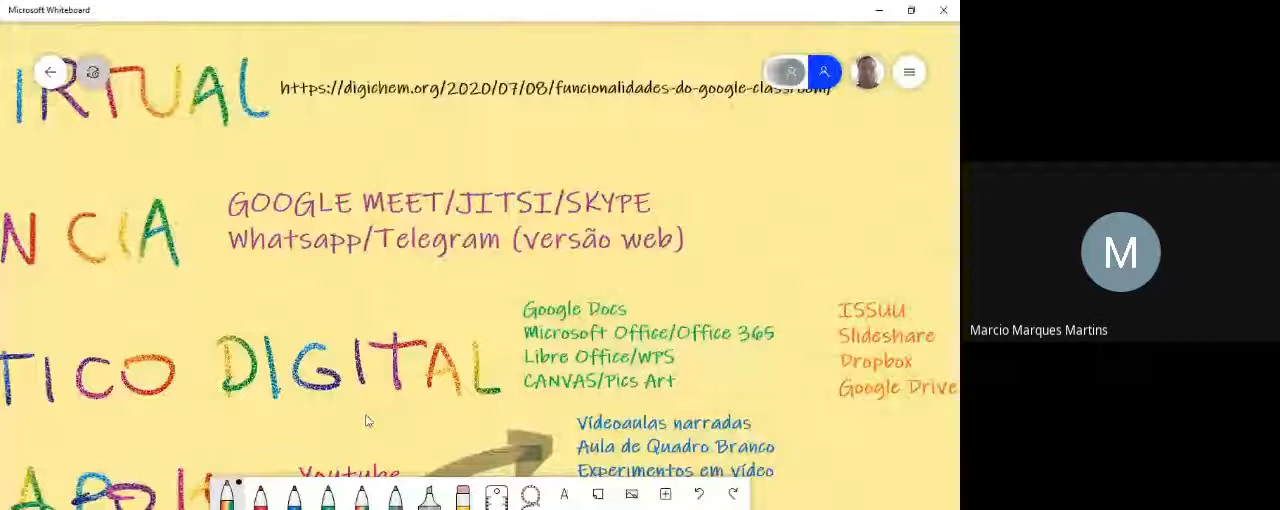 Microsoft Whiteboard
IRTUAL
https://digichem.org/2020/07/08/funcionalidades-do-google-classroom/
NCIA
GOOGLE MEET/JITSI/SKYPE
Whatsapp/Telegram (versão web)
TICO DIGITAL
Google Docs
Microsoft Office/Office 365
Libre Office/WPS
CANVAS/Pics Art
ISSUU
Slideshare
Dropbox
Google Drive
Vídeoaulas narradas
Aula de Quadro Branco
Experimentos em vídeo
Youtube
M
Marcio Marques Martins